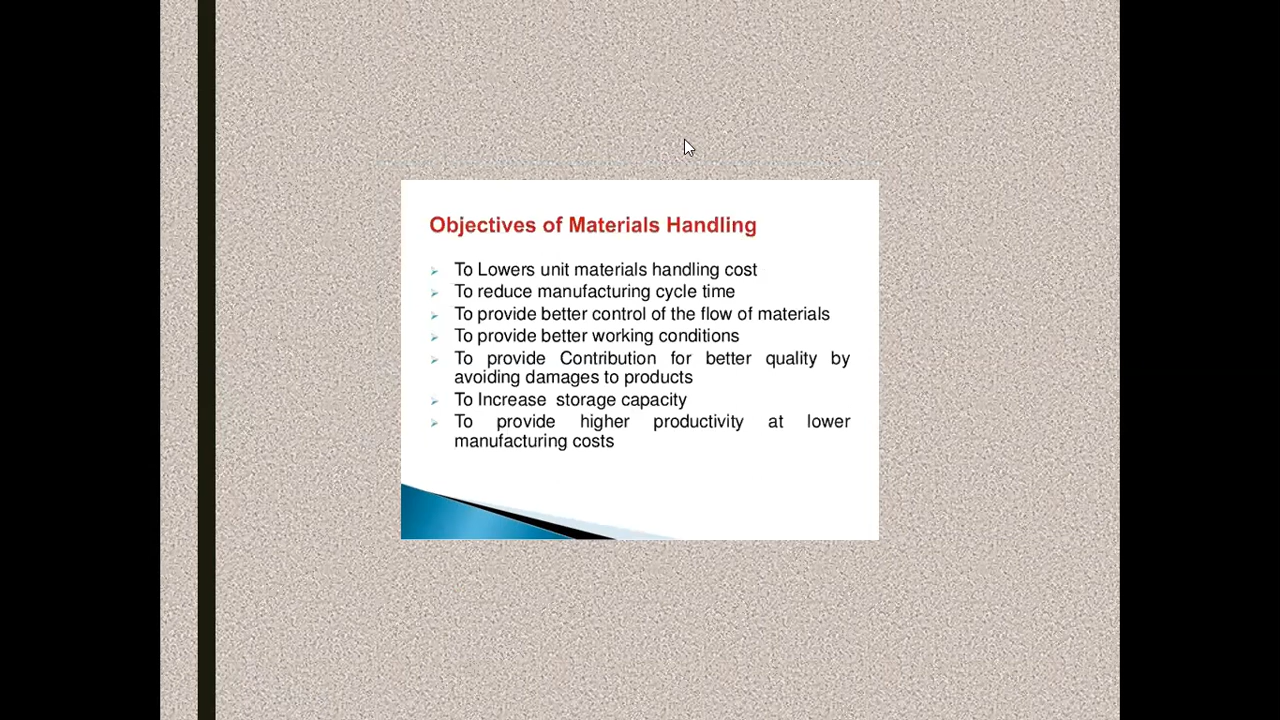 Objectives of Materials Handling
To Lowers unit materials handling cost
To reduce manufacturing cycle time
To provide better control of the flow of materials
To provide better working conditions
To provide Contribution for better quality by
avoiding damages to products
To Increase storage capacity
To provide higher productivity at lower
manufacturing costs